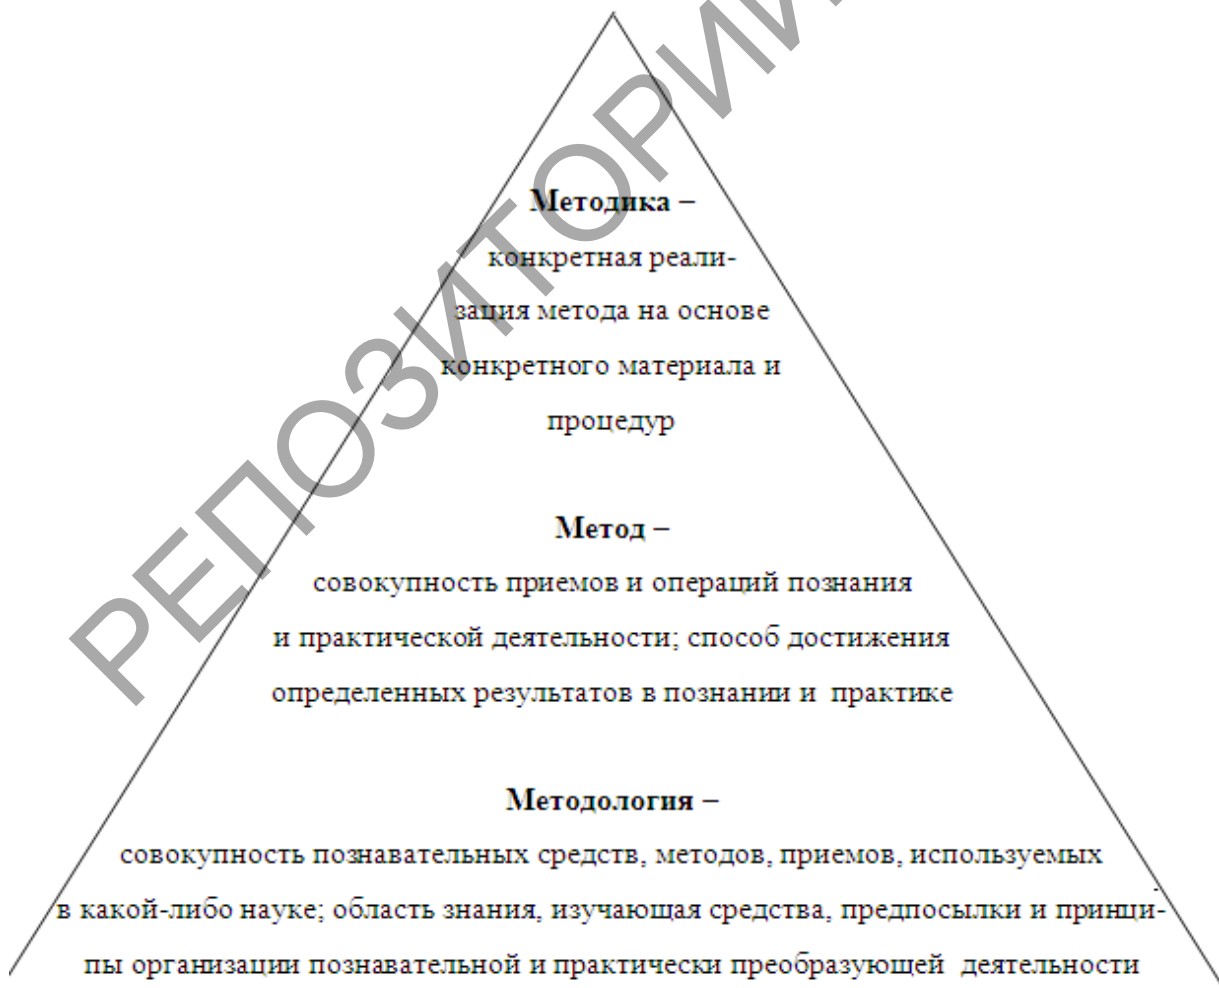 РЕПОЗИТОРИЙ
Методика –
конкретная реали-
зация метода на основе
конкретного материала и
процедур
Метод –
совокупность приемов и операций познания
и практической деятельности; способ достижения
определенных результатов в познании и практике
Методология –
совокупность познавательных средств, методов, приемов, используемых
в какой-либо науке; область знания, изучающая средства, предпосылки и принци-
пы организации познавательной и практически преобразующей деятельности